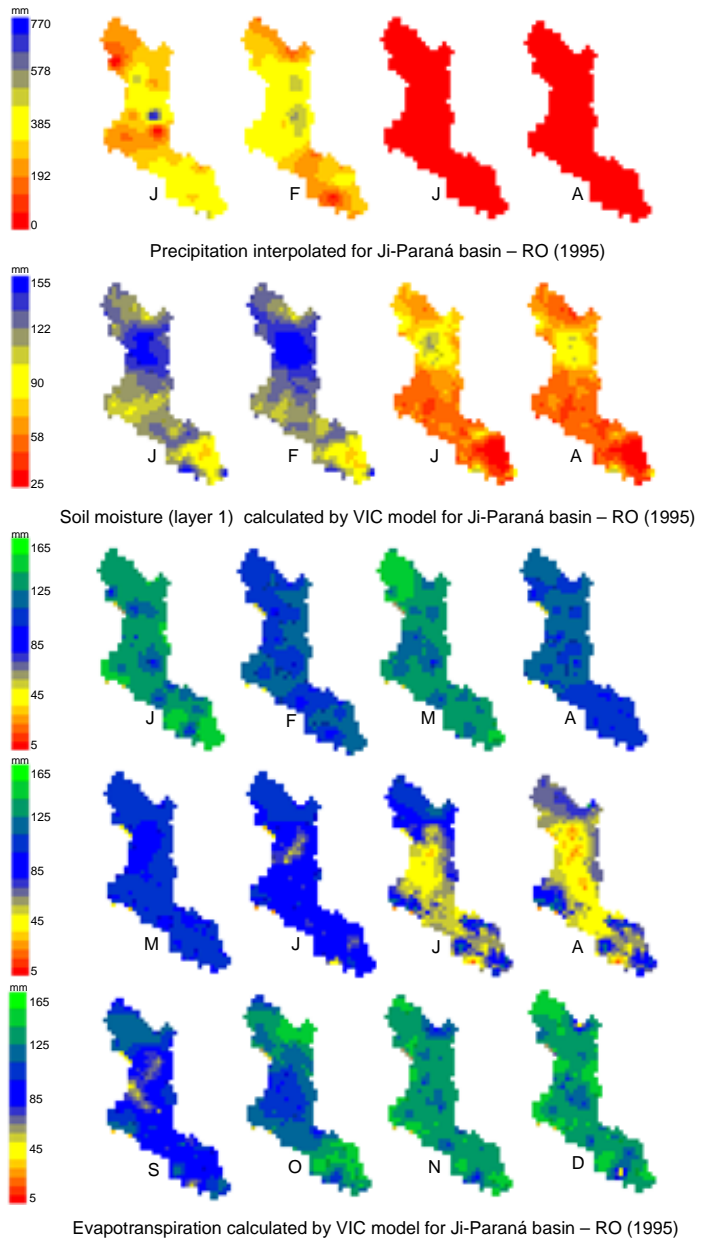 mm
770
578
385
192
0
J F J A
Precipitation interpolated for Ji-Paraná basin – RO (1995)
mm
155
122
90
58
25
J F J A
Soil moisture (layer 1) calculated by VIC model for Ji-Paraná basin – RO (1995)
mm
165
125
85
45
5
J F M A
mm
165
125
85
45
5
M J J A
mm
165
125
85
45
5
S O N D
Evapotranspiration calculated by VIC model for Ji-Paraná basin – RO (1995)